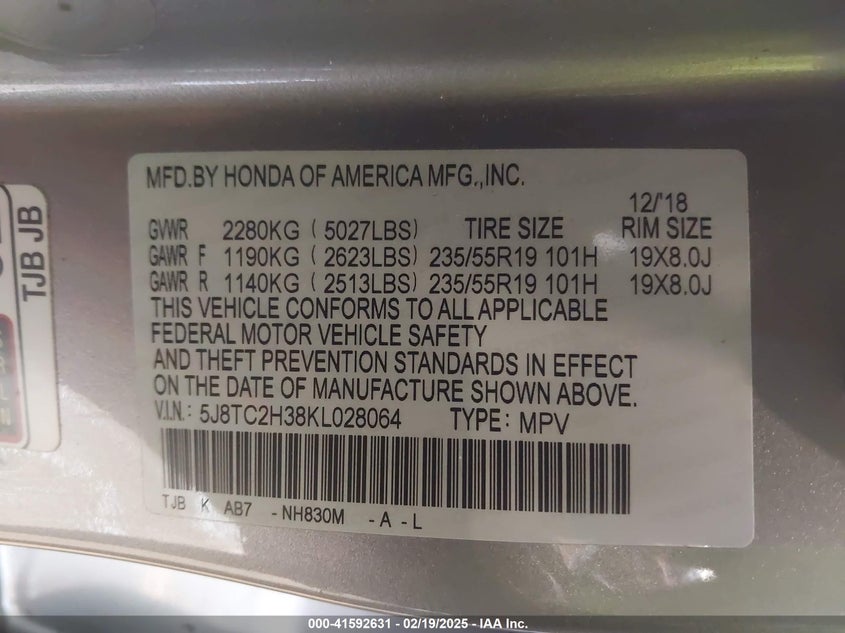 MFD.BY HONDA OF AMERICA MFG.,INC.
12/'18
GVWR 2280KG ( 5027LBS) TIRE SIZE RIM SIZE
GAWR F 1190KG ( 2623LBS) 235/55R19 101H 19X8.0J
GAWR R 1140KG ( 2513LBS) 235/55R19 101H 19X8.0J
THIS VEHICLE CONFORMS TO ALL APPLICABLE
FEDERAL MOTOR VEHICLE SAFETY
AND THEFT PREVENTION STANDARDS IN EFFECT
ON THE DATE OF MANUFACTURE SHOWN ABOVE.
V.I.N.: 5J8TC2H38KL028064 TYPE: MPV
TJB K AB7 -NH830M -A -L
TJB JB
000-41592631 - 02/19/2025 - IAA Inc.